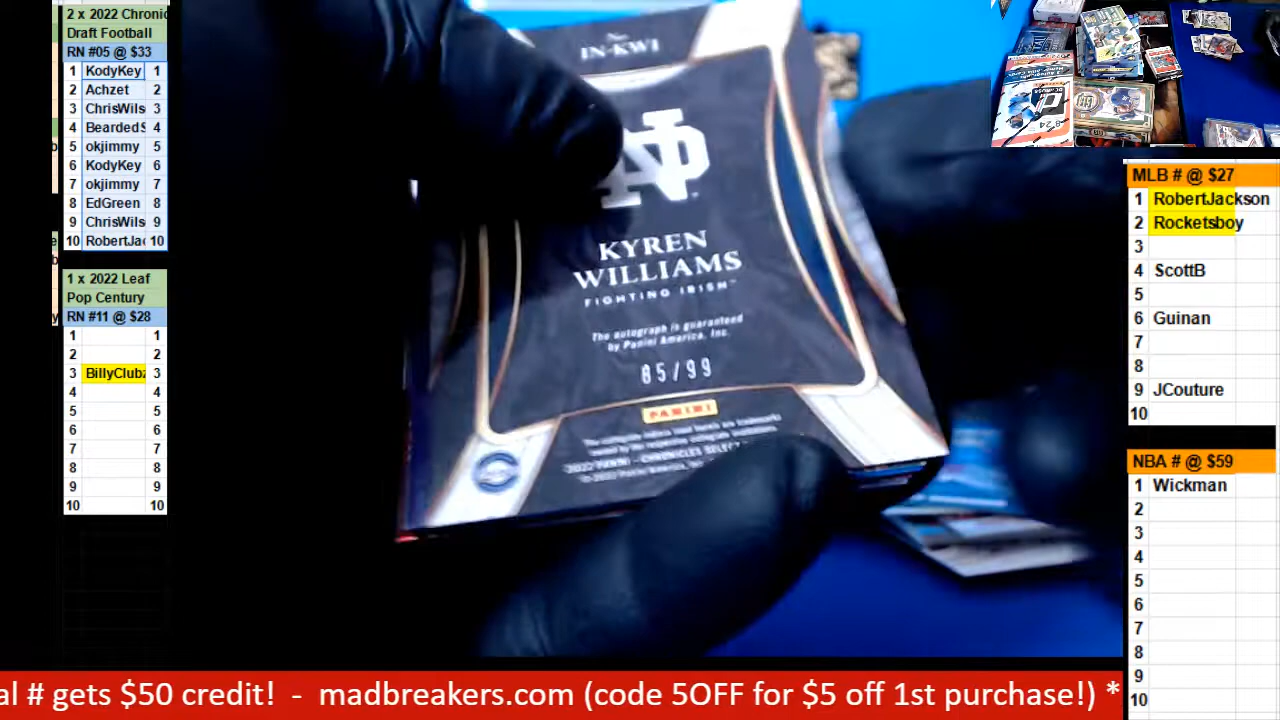 2 x 2022 Chronic
Draft Football
RN #05 @ $33
1 KodyKey 1
2 Achzet 2
3 ChrisWils 3
4 BeardedS 4
5 okjimmy 5
6 KodyKey 6
7 okjimmy 7
8 EdGreen 8
9 ChrisWils 9
10 RobertJac 10
1 x 2022 Leaf
Pop Century
RN #11 @ $28
1 1
2 2
3 BillyClubz 3
4 4
5 5
6 6
7 7
8 8
9 9
10 10
No.
IN-KWI
KYREN
WILLIAMS
FIGHTING IRISH™
The autograph is guaranteed
by Panini America, Inc.
85/99
PANINI
MLB # @ $27
1 RobertJackson
2 Rocketsboy
3
4 ScottB
5
6 Guinan
7
8
9 JCouture
10
NBA # @ $59
1 Wickman
2
3
4
5
6
7
8
9
10
al # gets $50 credit! - madbreakers.com (code 5OFF for $5 off 1st purchase!) *